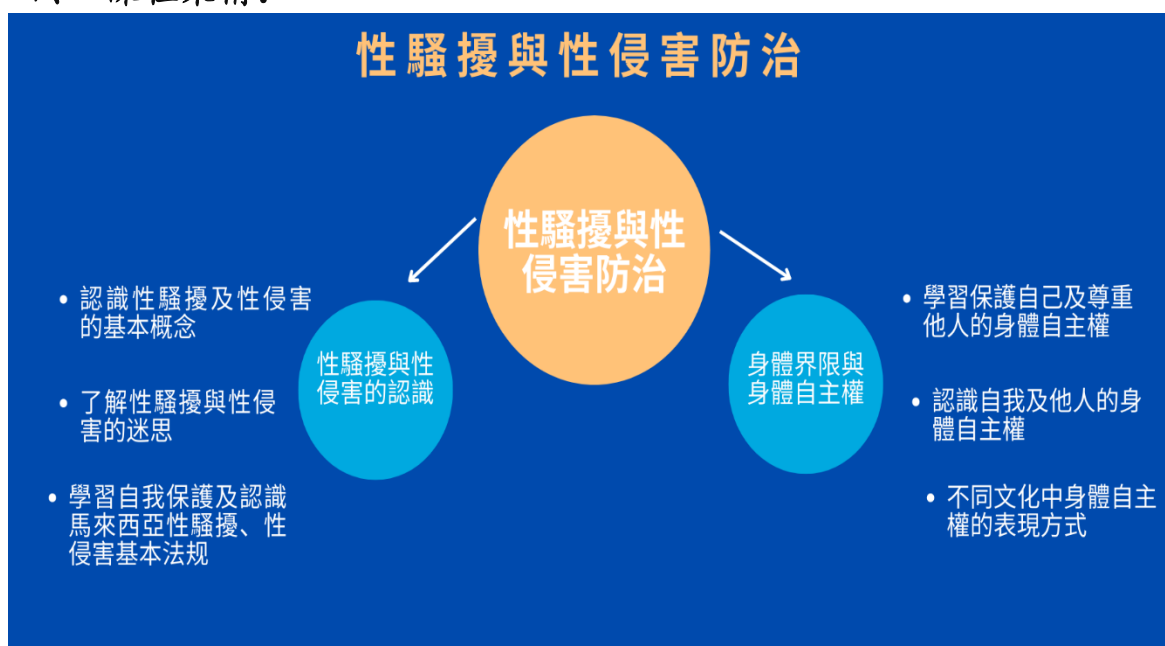 性騷擾與性侵害防治
性騷擾與性
侵害防治
性騷擾與性
侵害的認識
• 認識性騷擾及性侵害
的基本概念
• 了解性騷擾與性侵
害的迷思
• 學習自我保護及認識
馬來西亞性騷擾、性
侵害基本法规
身體界限與
身體自主權
• 學習保護自己及尊重
他人的身體自主權
• 認識自我及他人的身
體自主權
• 不同文化中身體自主
權的表現方式